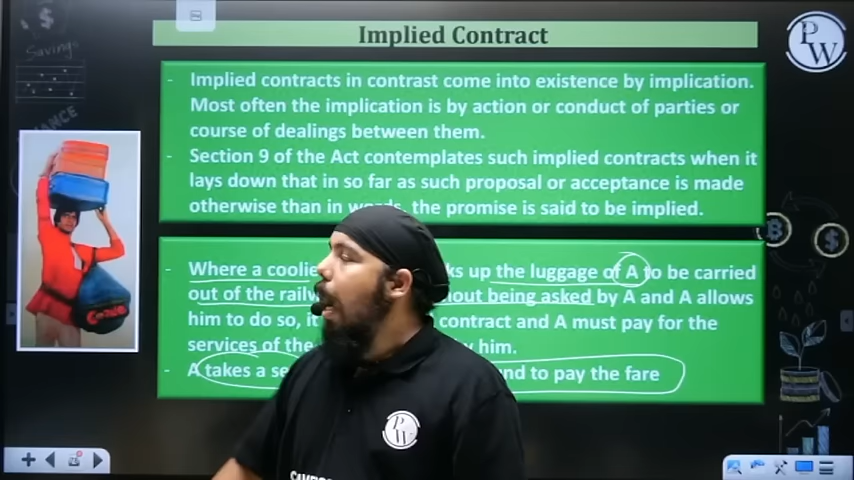 Saving
Implied Contract
P
W
- Implied contracts in contrast come into existence by implication.
Most often the implication is by action or conduct of parties or
course of dealings between them.
- Section 9 of the Act contemplates such implied contracts when it
lays down that in so far as such proposal or acceptance is made
otherwise than in words, the promise is said to be implied.
- Where a coolie ks up the luggage of A to be carried
out of the rail out being asked by A and A allows
him to do so, it contract and A must pay for the
services of the him.
- A takes a se nd to pay the fare
P
W